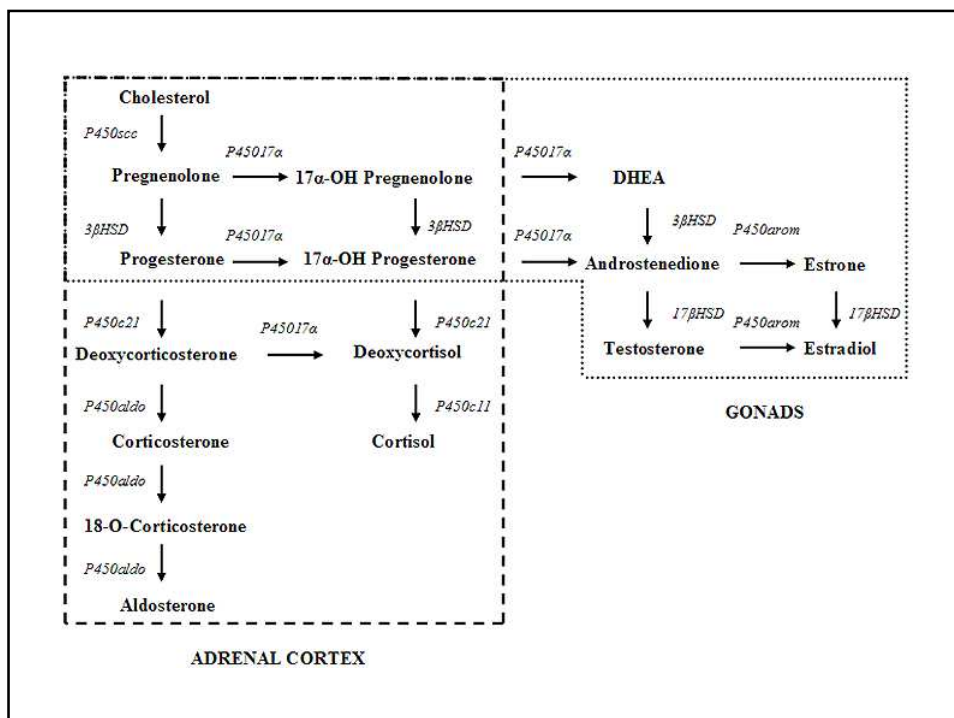 Cholesterol
P450scc
P45017α P45017α
Pregnenolone 17α-OH Pregnenolone DHEA
3βHSD P45017α 3βHSD P45017α 3βHSD P450arom
Progesterone 17α-OH Progesterone Androstenedione Estrone
P450c21 P45017α P450c21 17βHSD P450arom 17βHSD
Deoxycorticosterone Deoxycortisol Testosterone Estradiol
P450aldo P450c11 GONADS
Corticosterone Cortisol
P450aldo
18-O-Corticosterone
P450aldo
Aldosterone
ADRENAL CORTEX